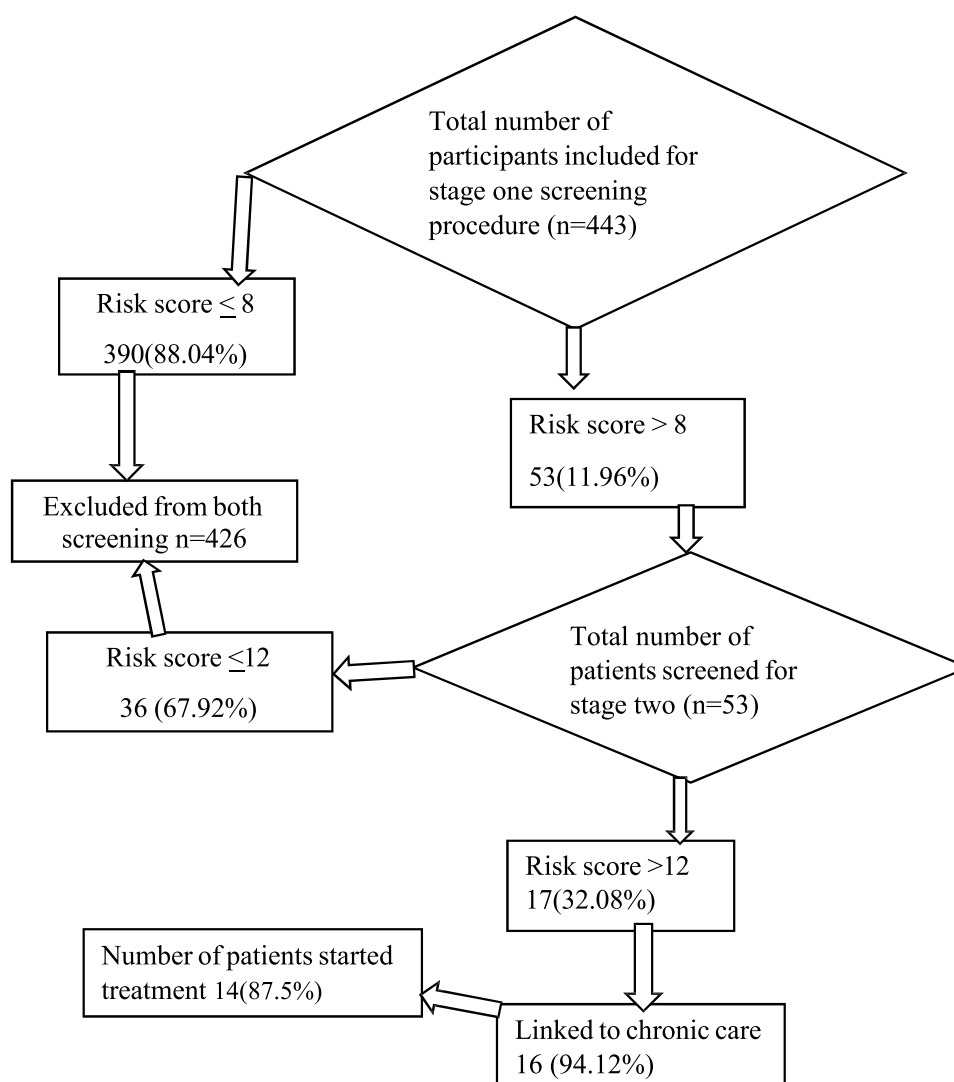 Total number of
participants included for
stage one screening
procedure (n=443)
Risk score ≤ 8
390(88.04%)
Risk score > 8
53(11.96%)
Excluded from both
screening n=426
Total number of
patients screened for
stage two (n=53)
Risk score ≤12
36 (67.92%)
Risk score >12
17(32.08%)
Number of patients started
treatment 14(87.5%)
Linked to chronic care
16 (94.12%)